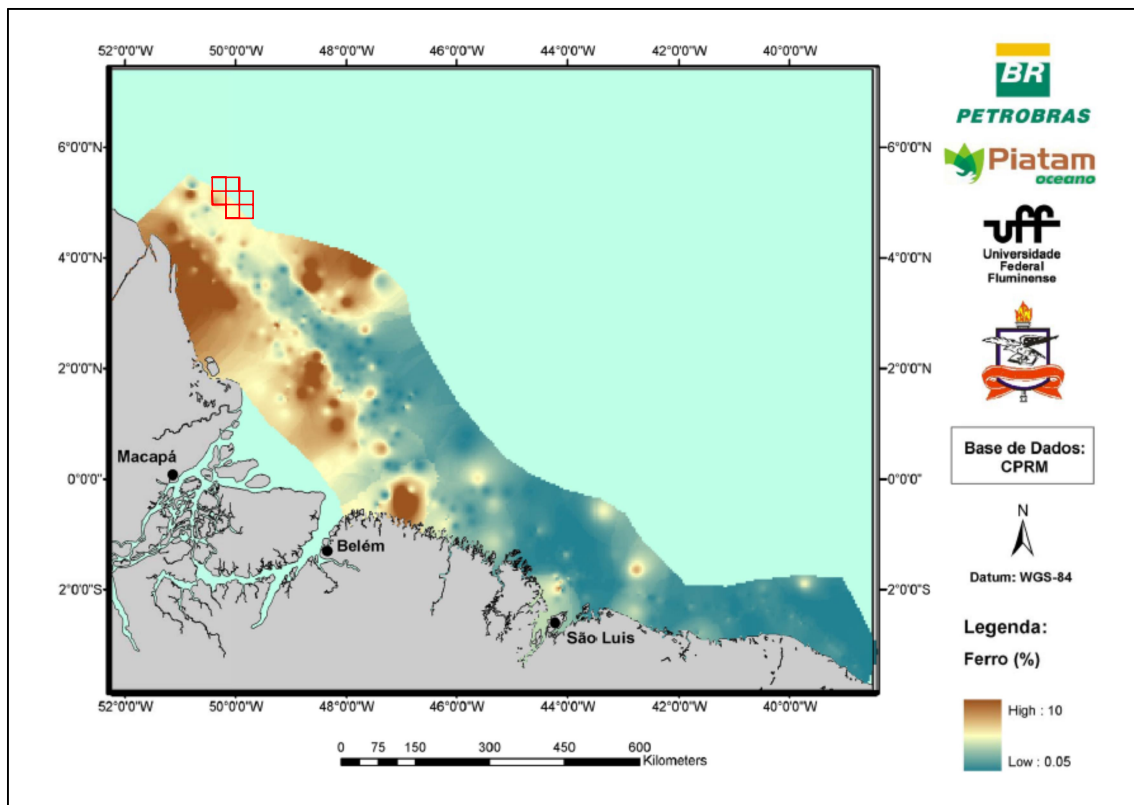 52°0'0"W 50°0'0"W 48°0'0"W 46°0'0"W 44°0'0"W 42°0'0"W 40°0'0"W
6°0'0"N 6°0'0"N
4°0'0"N 4°0'0"N
2°0'0"N 2°0'0"N
0°0'0" 0°0'0"
2°0'0"S 2°0'0"S
52°0'0"W 50°0'0"W 48°0'0"W 46°0'0"W 44°0'0"W 42°0'0"W 40°0'0"W
Macapá
Belém
São Luis
0 75 150 300 450 600
Kilometers
BR
PETROBRAS
Piatam
oceano
uff
Universidade
Federal
Fluminense
Base de Dados:
CPRM
N
Datum: WGS-84
Legenda:
Ferro (%)
High : 10
Low : 0.05